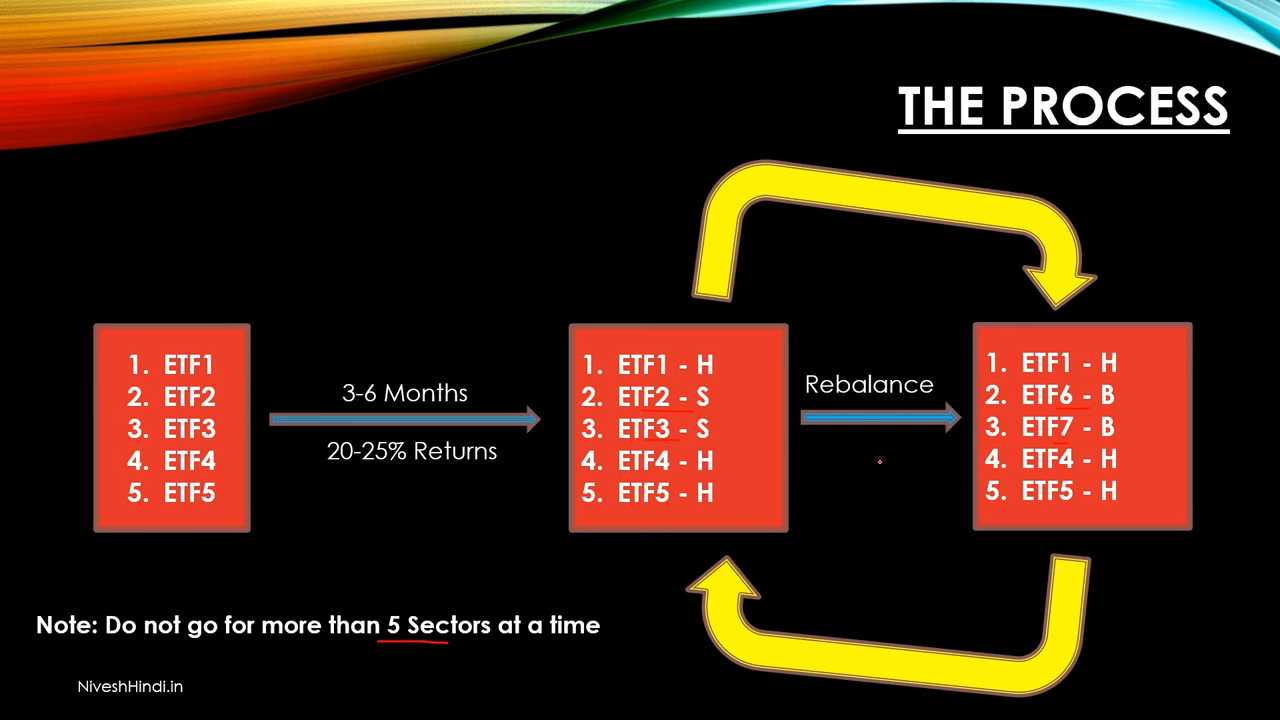 THE PROCESS
1. ETF1
2. ETF2
3. ETF3
4. ETF4
5. ETF5
3-6 Months
20-25% Returns
1. ETF1 - H
2. ETF2 - S
3. ETF3 - S
4. ETF4 - H
5. ETF5 - H
Rebalance
1. ETF1 - H
2. ETF6 - B
3. ETF7 - B
4. ETF4 - H
5. ETF5 - H
Note: Do not go for more than 5 Sectors at a time
NiveshHindi.in